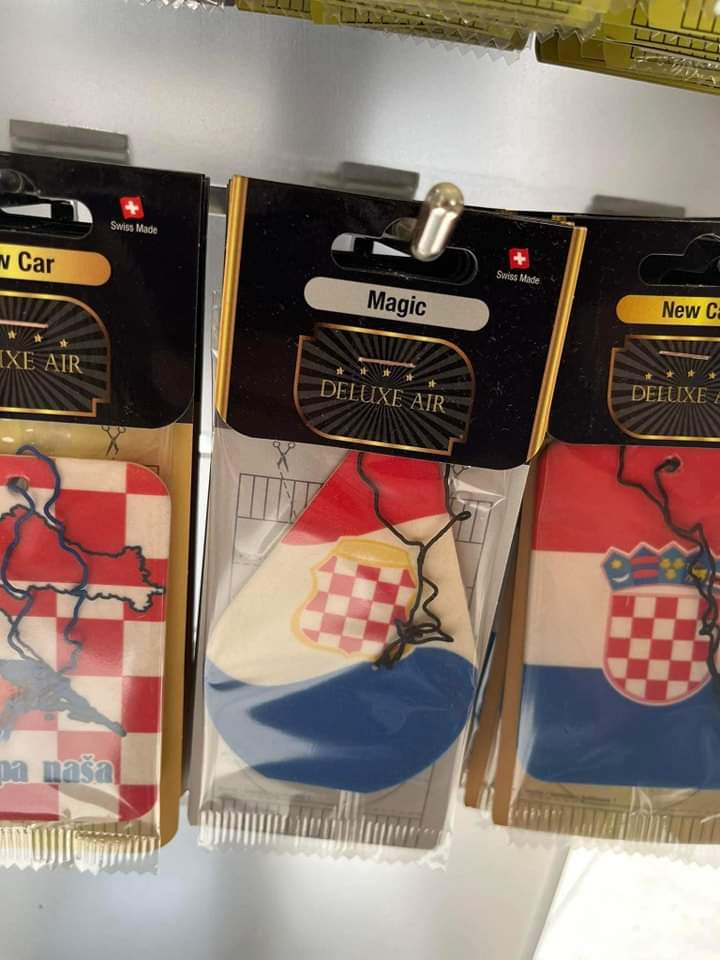 w Car
Swiss Made
XE AIR
pa naša
Magic
Swiss Made
DELUXE AIR
New Ca
DELUXE A